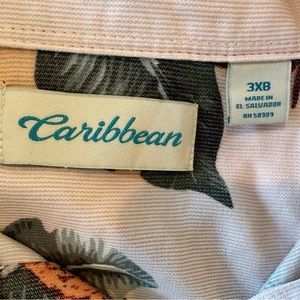 Caribbean
3XB
MADE IN
EL SALVADOR
RN 58909